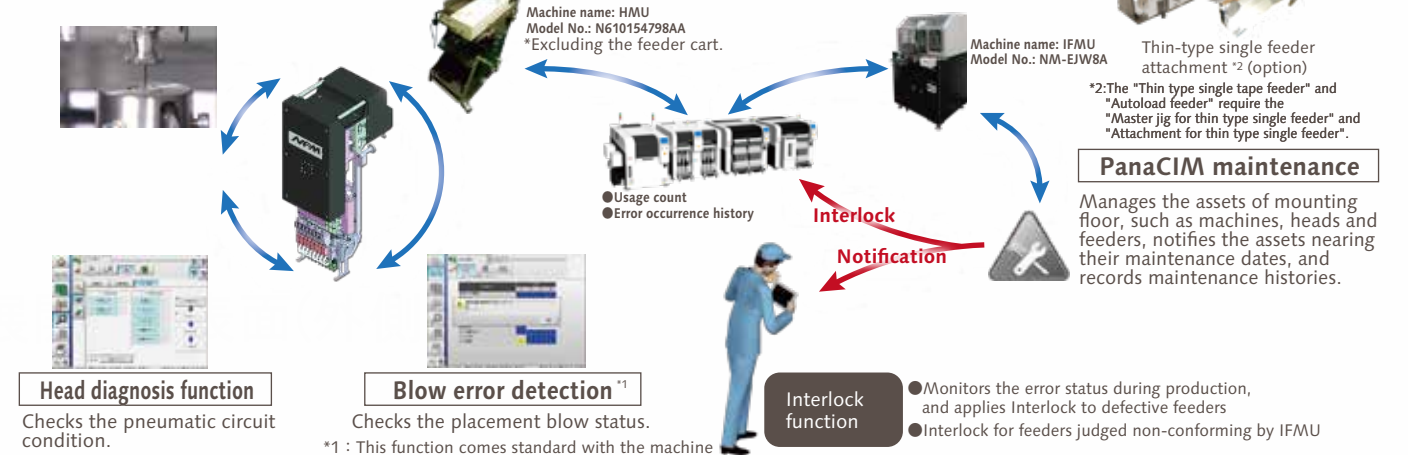 Machine name: HMU
Model No.: N610154798AA
*Excluding the feeder cart.
Machine name: IFMU
Model No.: NM-EJW8A
Thin-type single feeder
attachment *2 (option)
*2:The "Thin type single tape feeder" and
"Autoload feeder" require the
"Master jig for thin type single feeder" and
"Attachment for thin type single feeder".
●Usage count
●Error occurrence history
Interlock
Notification
PanaCIM maintenance
Manages the assets of mounting
floor, such as machines, heads and
feeders, notifies the assets nearing
their maintenance dates, and
records maintenance histories.
Head diagnosis function
Checks the pneumatic circuit
condition.
Blow error detection *1
Checks the placement blow status.
*1 : This function comes standard with the machine
Interlock
function
●Monitors the error status during production,
and applies Interlock to defective feeders
●Interlock for feeders judged non-conforming by IFMU